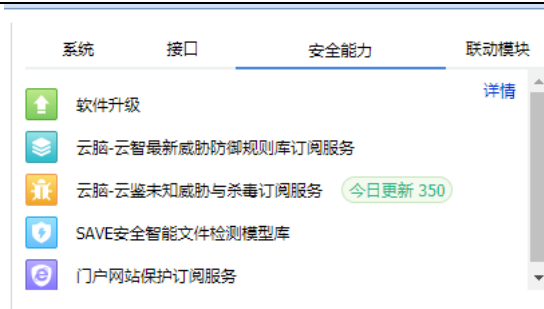 系统 接口 安全能力 联动模块
详情
软件升级
云脑-云智最新威胁防御规则库订阅服务
云脑-云鉴未知威胁与杀毒订阅服务 今日更新 350
SAVE安全智能文件检测模型库
门户网站保护订阅服务